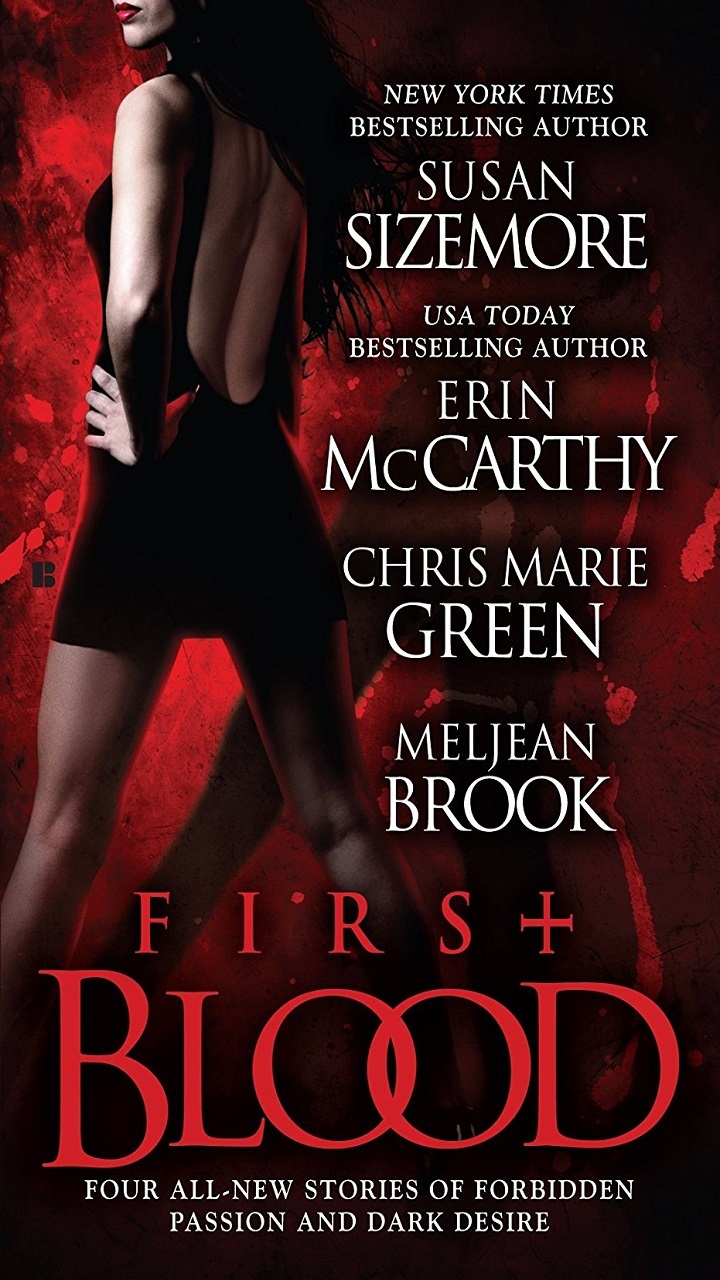 NEW YORK TIMES
BESTSELLING AUTHOR
SUSAN
SIZEMORE
USA TODAY
BESTSELLING AUTHOR
ERIN
McCARTHY
CHRIS MARIE
GREEN
MELJEAN
BROOK
B
FIRST
BLOOD
FOUR ALL-NEW STORIES OF FORBIDDEN
PASSION AND DARK DESIRE